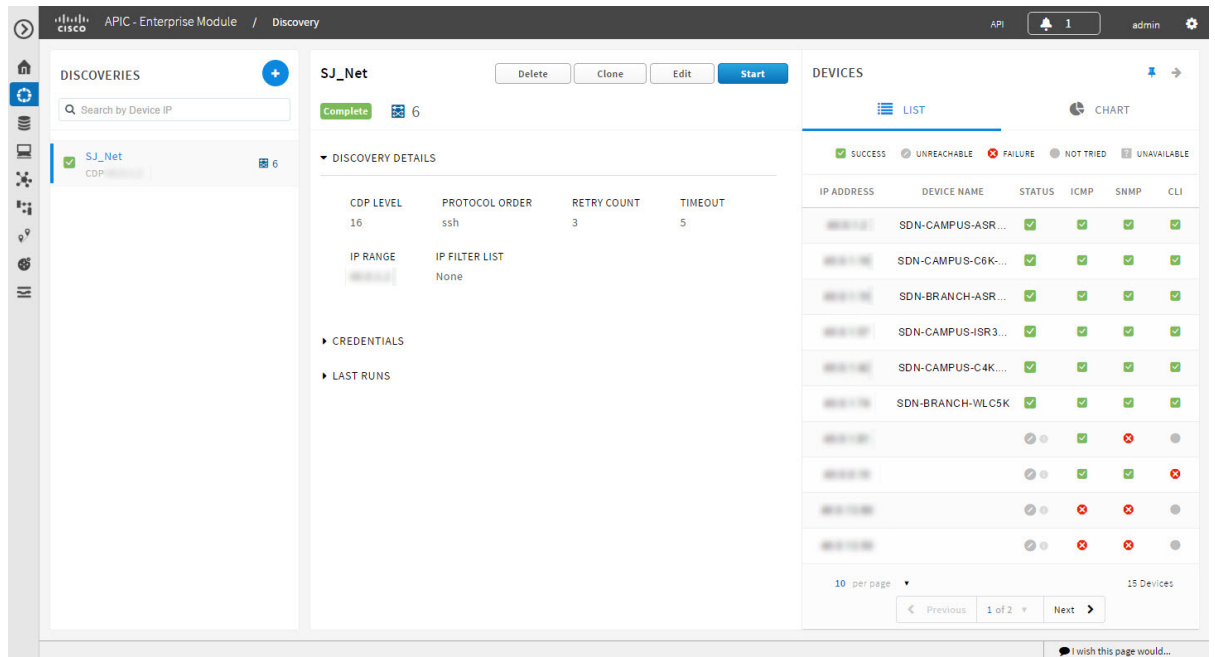 cisco APIC - Enterprise Module / Discovery API 1 admin
DISCOVERIES
Search by Device IP
SJ_Net 6
CDP
SJ_Net Delete Clone Edit Start
Complete 6
DISCOVERY DETAILS
CDP LEVEL PROTOCOL ORDER RETRY COUNT TIMEOUT
16 ssh 3 5
IP RANGE IP FILTER LIST
None
CREDENTIALS
LAST RUNS
DEVICES
LIST CHART
SUCCESS UNREACHABLE FAILURE NOT TRIED UNAVAILABLE
IP ADDRESS DEVICE NAME STATUS ICMP SNMP CLI
SDN-CAMPUS-ASR...
SDN-CAMPUS-C6K-...
SDN-BRANCH-ASR...
SDN-CAMPUS-ISR3...
SDN-CAMPUS-C4K....
SDN-BRANCH-WLC5K
10 per page 15 Devices
Previous 1 of 2 Next
I wish this page would...